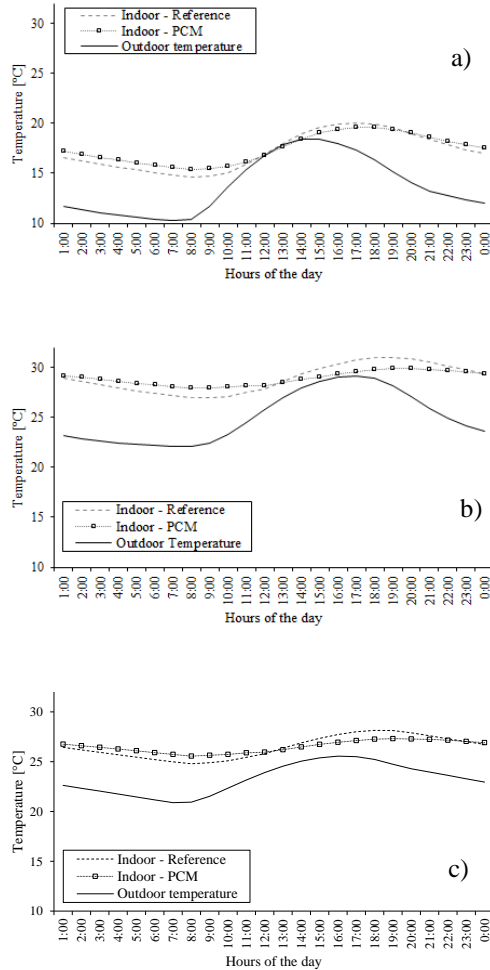 Indoor - Reference
Indoor - PCM
Outdoor temperature
a)
Temperature [°C]
30
25
20
15
10
1:00 2:00 3:00 4:00 5:00 6:00 7:00 8:00 9:00 10:00 11:00 12:00 13:00 14:00 15:00 16:00 17:00 18:00 19:00 20:00 21:00 22:00 23:00 0:00
Hours of the day
Temperature [°C]
30
25
20
15
10
Indoor - Reference
Indoor - PCM
Outdoor Temperature
b)
1:00 2:00 3:00 4:00 5:00 6:00 7:00 8:00 9:00 10:00 11:00 12:00 13:00 14:00 15:00 16:00 17:00 18:00 19:00 20:00 21:00 22:00 23:00 0:00
Hours of the day
Temperature [°C]
30
25
20
15
10
Indoor - Reference
Indoor - PCM
Outdoor temperature
c)
1:00 2:00 3:00 4:00 5:00 6:00 7:00 8:00 9:00 10:00 11:00 12:00 13:00 14:00 15:00 16:00 17:00 18:00 19:00 20:00 21:00 22:00 23:00 0:00
Hours of the day